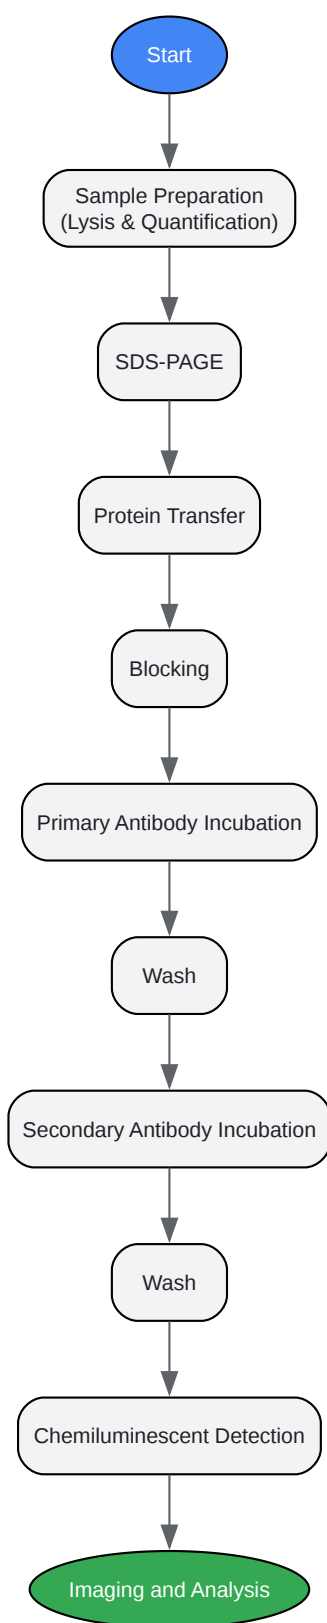 Start
Sample Preparation
(Lysis & Quantification)
SDS-PAGE
Protein Transfer
Blocking
Primary Antibody Incubation
Wash
Secondary Antibody Incubation
Wash
Chemiluminescent Detection
Imaging and Analysis